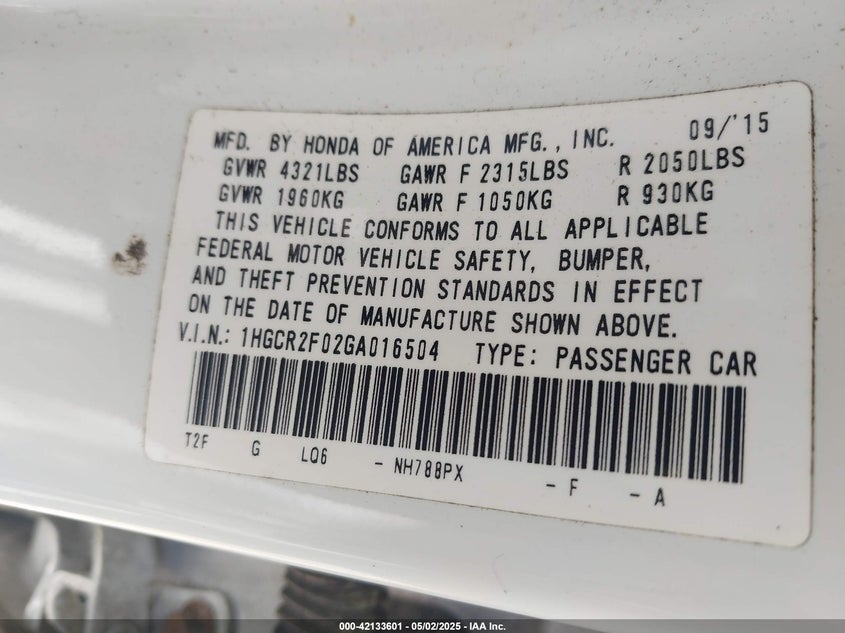 MFD. BY HONDA OF AMERICA MFG., INC. 09/'15
GVWR 4321LBS GAWR F 2315LBS R 2050LBS
GVWR 1960KG GAWR F 1050KG R 930KG
THIS VEHICLE CONFORMS TO ALL APPLICABLE
FEDERAL MOTOR VEHICLE SAFETY, BUMPER,
AND THEFT PREVENTION STANDARDS IN EFFECT
ON THE DATE OF MANUFACTURE SHOWN ABOVE.
V.I.N.: 1HGCR2F02GA016504 TYPE: PASSENGER CAR
T2F G LQ6 - NH788PX - F - A
000-42133601 - 05/02/2025 - IAA Inc.